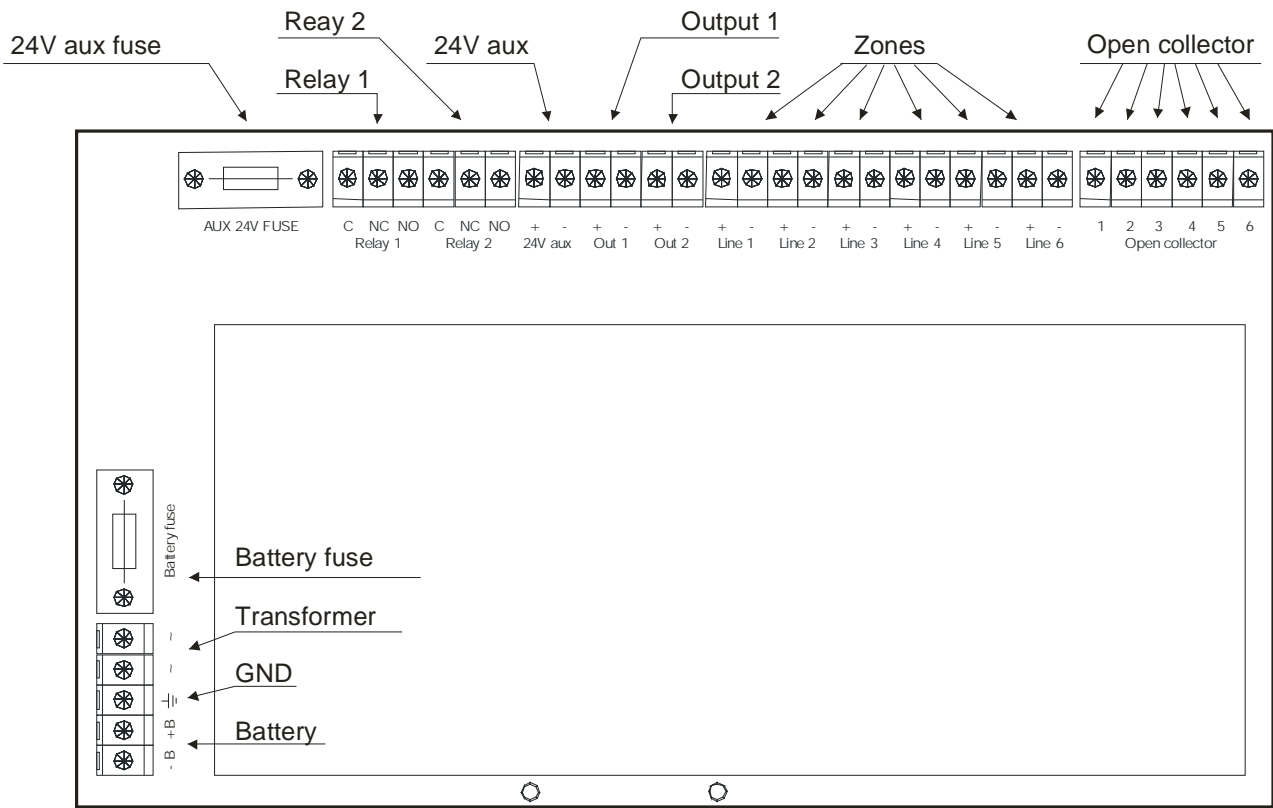 Reay 2
Output 1
24V aux fuse
24V aux
Zones
Open collector
Relay 1
Output 2
AUX 24V FUSE
C NC NO C NC NO + - + - + - + - + - + - + - + - + - 1 2 3 4 5 6
Relay 1 Relay 2 24V aux Out 1 Out 2 Line 1 Line 2 Line 3 Line 4 Line 5 Line 6 Open collector
Battery fuse
Battery fuse
Transformer
~
~
GND
Battery
+ B
- B